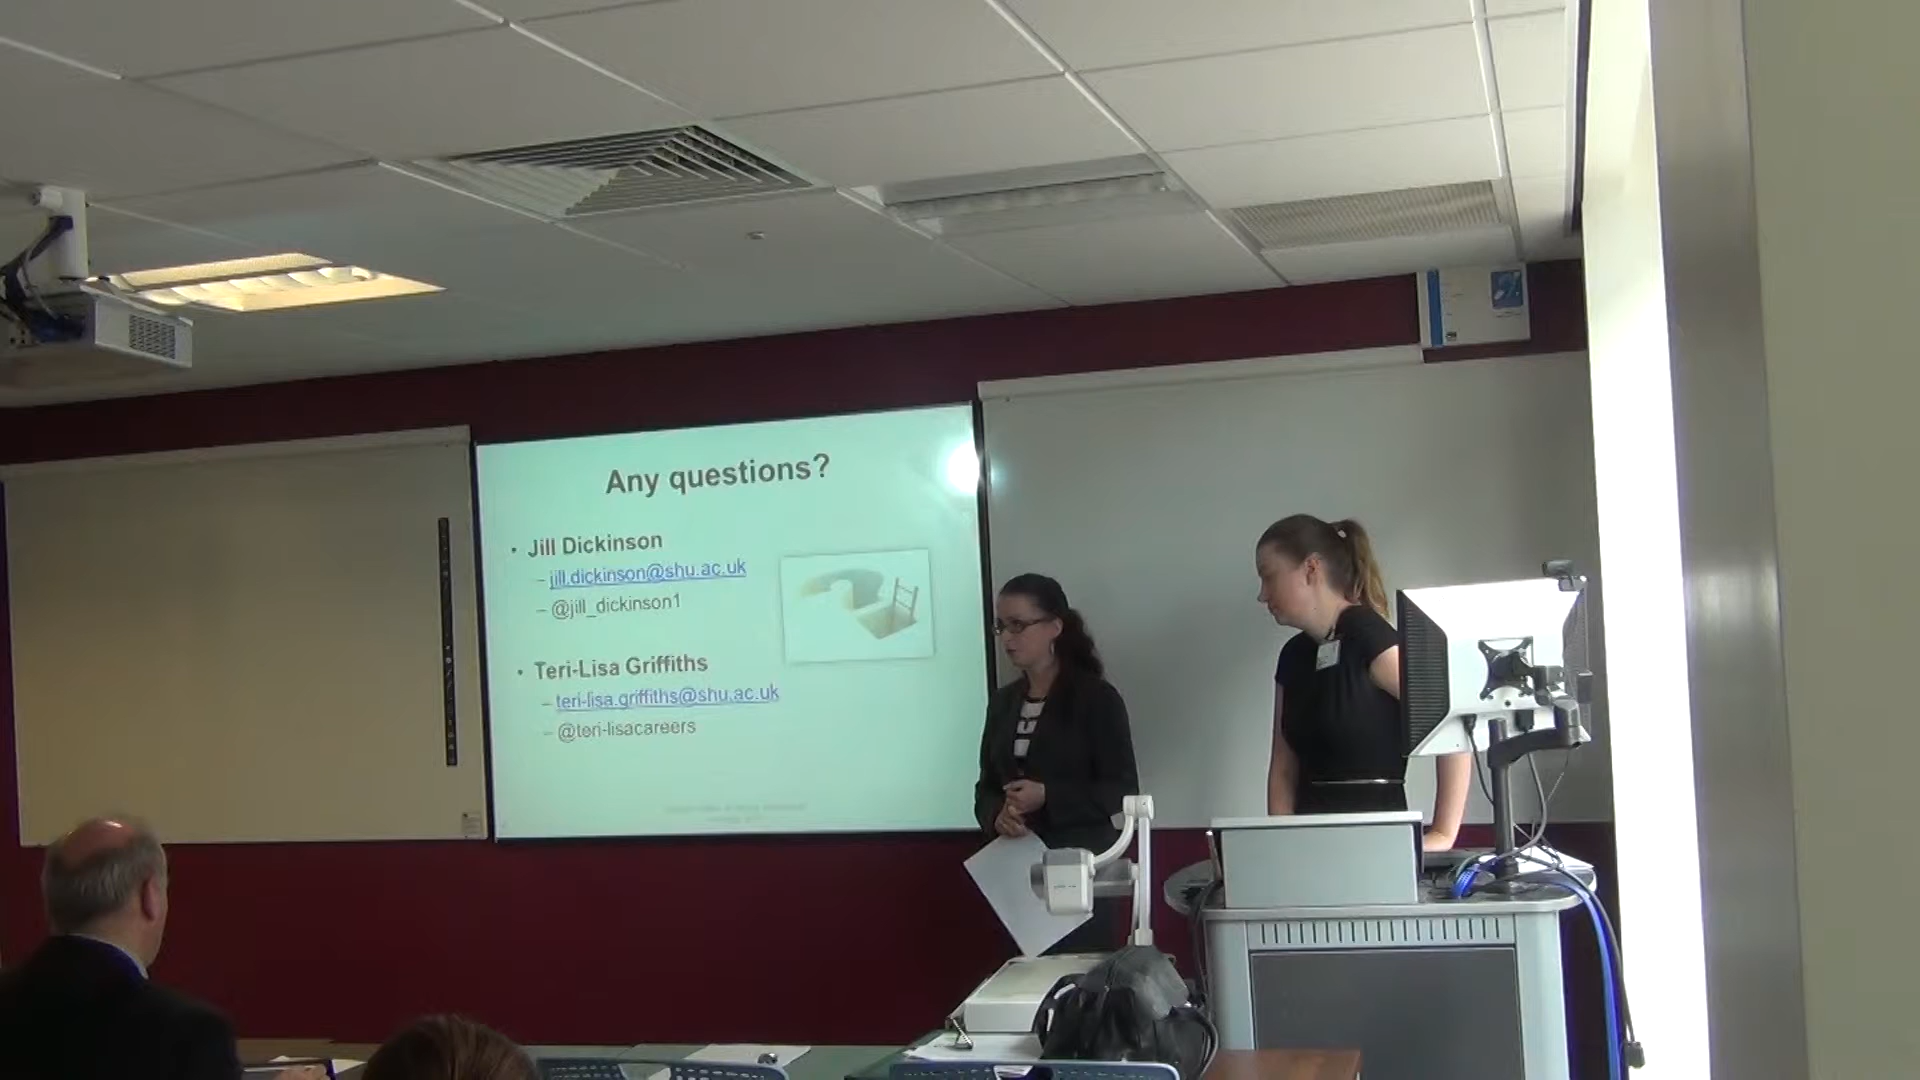 Any questions?
• Jill Dickinson
– jill.dickinson@shu.ac.uk
– @jill_dickinson1
• Teri-Lisa Griffiths
– teri-lisa.griffiths@shu.ac.uk
– @teri-lisacareers